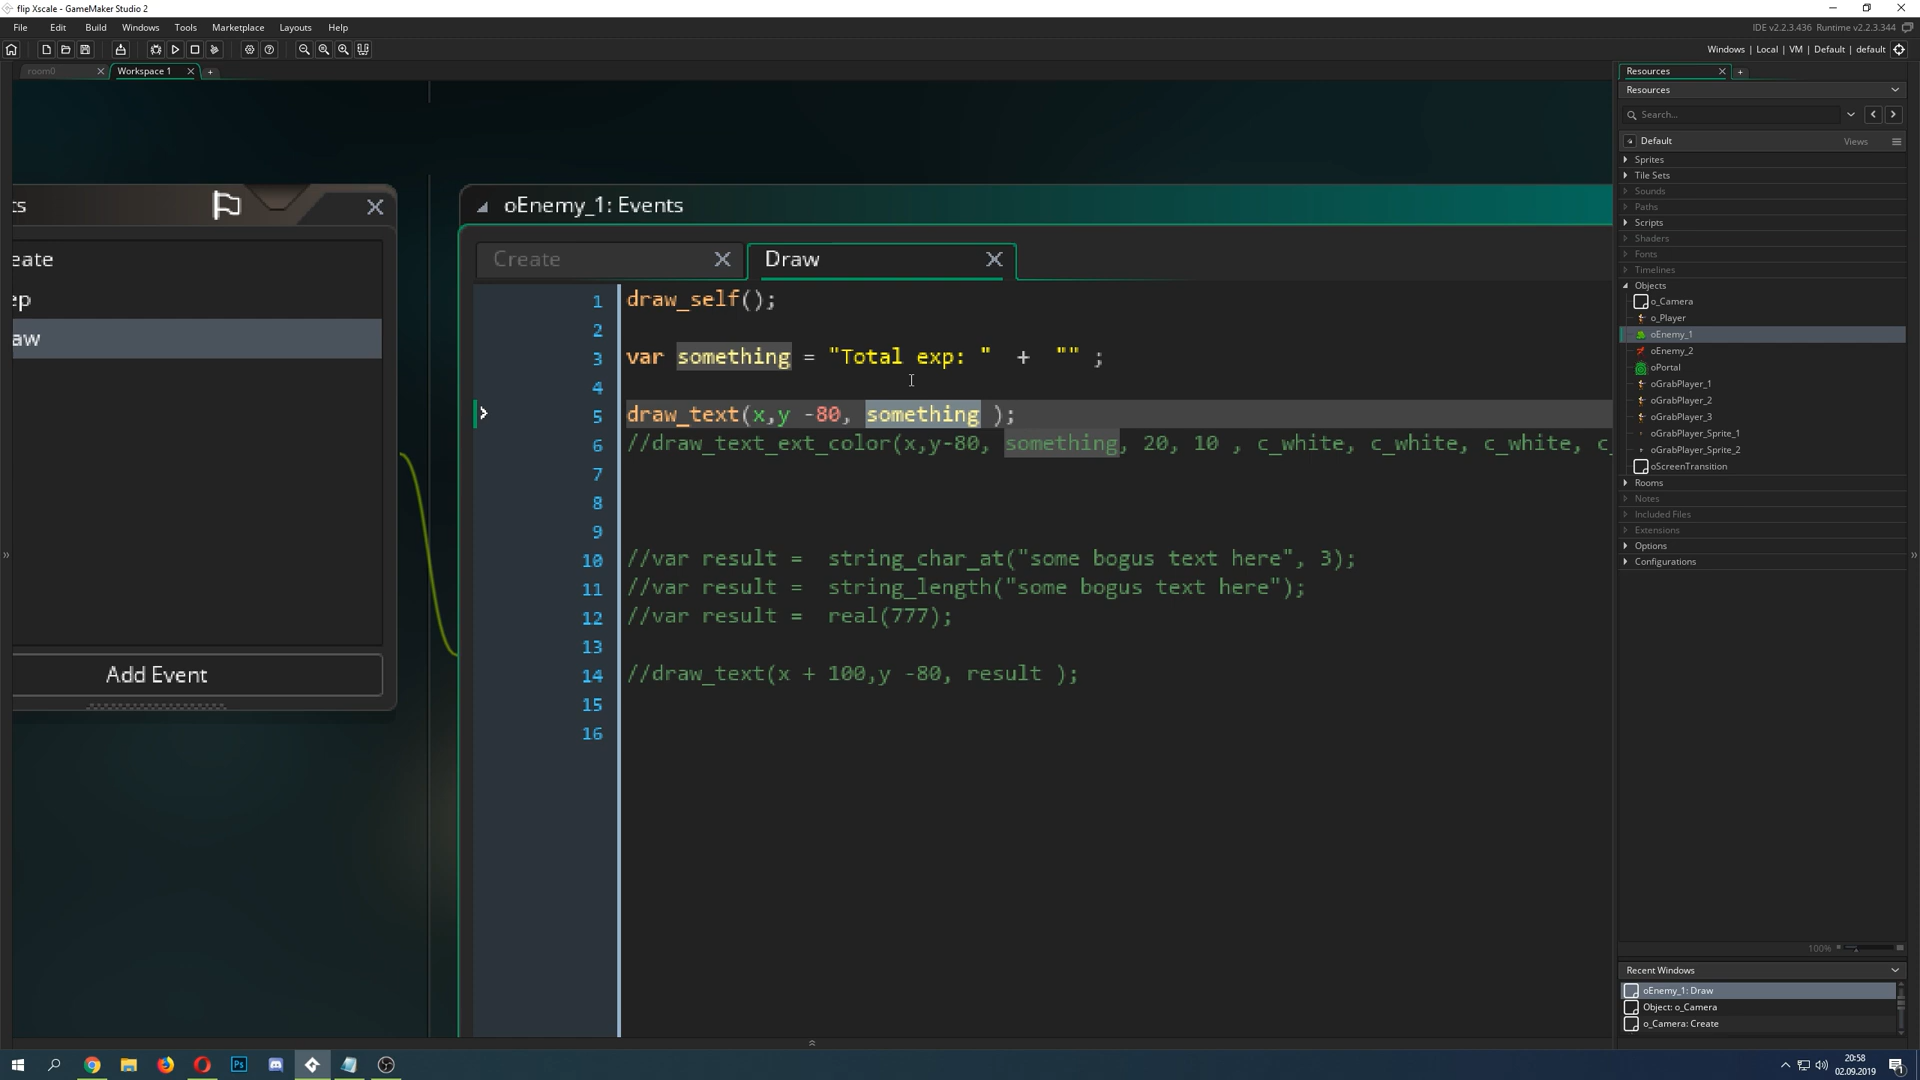 flip Xscale - GameMaker Studio 2
File Edit Build Windows Tools Marketplace Layouts Help
IDE v2.2.3.436 Runtime v2.2.3.344
Windows | Local | VM | Default | default
room0
Workspace 1
Resources
Resources
Search...
Default
Views
Sprites
Tile Sets
Sounds
Paths
Scripts
Shaders
Fonts
Timelines
Objects
o_Camera
o_Player
oEnemy_1
oEnemy_2
oPortal
oGrabPlayer_1
oGrabPlayer_2
oGrabPlayer_3
oGrabPlayer_Sprite_1
oGrabPlayer_Sprite_2
oScreenTransition
Rooms
Notes
Included Files
Extensions
Options
Configurations
100%
Recent Windows
oEnemy_1: Draw
Object: o_Camera
o_Camera: Create
ts
eate
ep
aw
Add Event
oEnemy_1: Events
Create
Draw
1 draw_self();
2
3 var something = "Total exp: " + "" ;
4
5 draw_text(x,y -80, something );
6 //draw_text_ext_color(x,y-80, something, 20, 10 , c_white, c_white, c_white, c_
7
8
9
10 //var result = string_char_at("some bogus text here", 3);
11 //var result = string_length("some bogus text here");
12 //var result = real(777);
13
14 //draw_text(x + 100,y -80, result );
15
16
Ps
20:58
02.09.2019
1